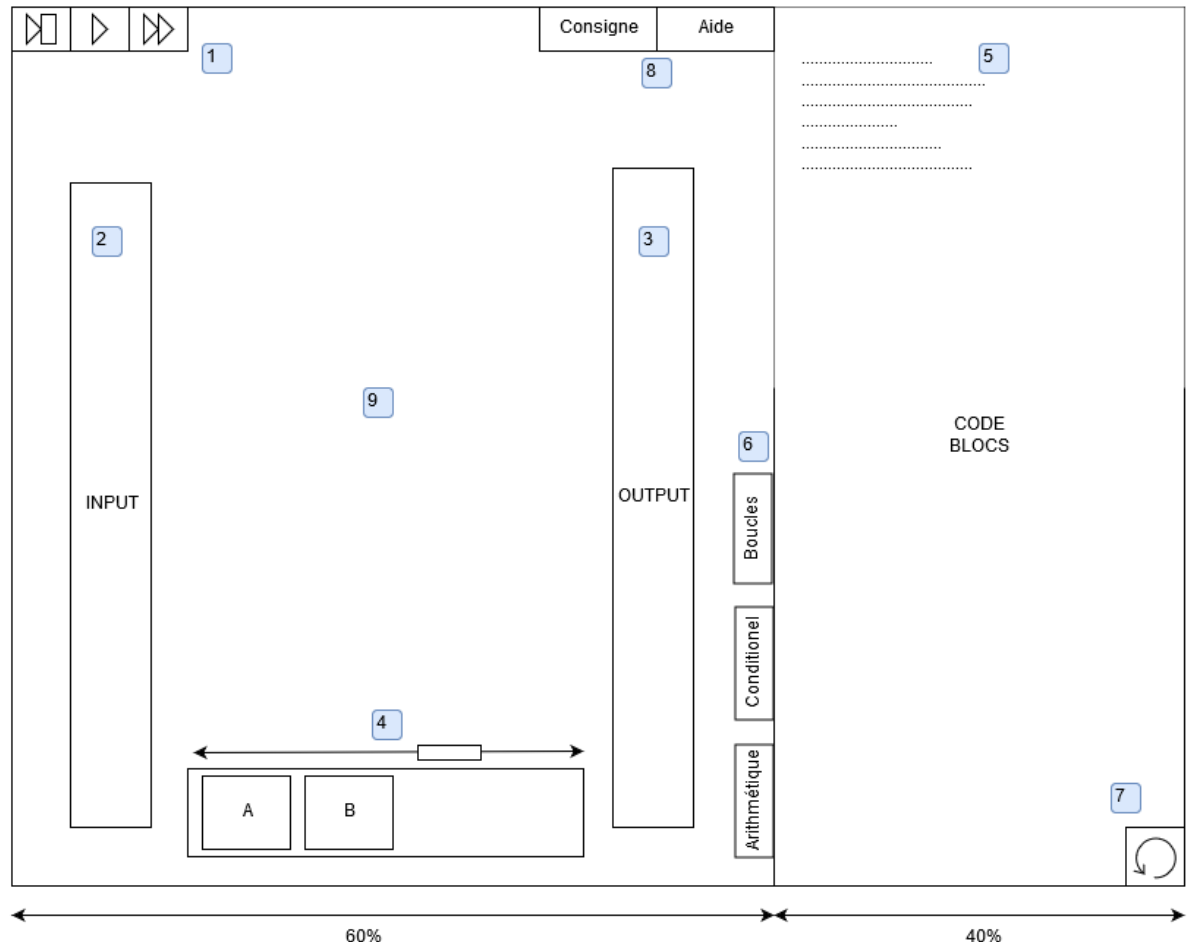 Consigne
Aide
1
8
5
2
3
9
CODE
BLOCS
6
INPUT
OUTPUT
Boucles
Conditionel
4
Arithmétique
7
A
B
60%
40%